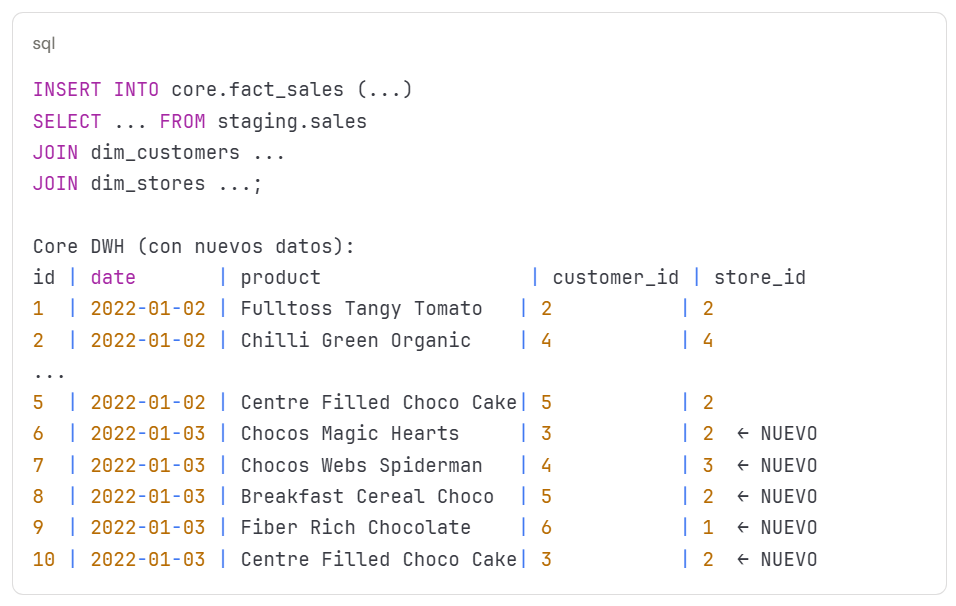 sql
INSERT INTO core.fact_sales (...)
SELECT ... FROM staging.sales
JOIN dim_customers ...
JOIN dim_stores ...;
Core DWH (con nuevos datos):
id | date | product | customer_id | store_id
1 | 2022-01-02 | Fulltoss Tangy Tomato | 2 | 2
2 | 2022-01-02 | Chilli Green Organic | 4 | 4
...
5 | 2022-01-02 | Centre Filled Choco Cake| 5 | 2
6 | 2022-01-03 | Chocos Magic Hearts | 3 | 2 ← NUEVO
7 | 2022-01-03 | Chocos Webs Spiderman | 4 | 3 ← NUEVO
8 | 2022-01-03 | Breakfast Cereal Choco | 5 | 2 ← NUEVO
9 | 2022-01-03 | Fiber Rich Chocolate | 6 | 1 ← NUEVO
10 | 2022-01-03 | Centre Filled Choco Cake| 3 | 2 ← NUEVO